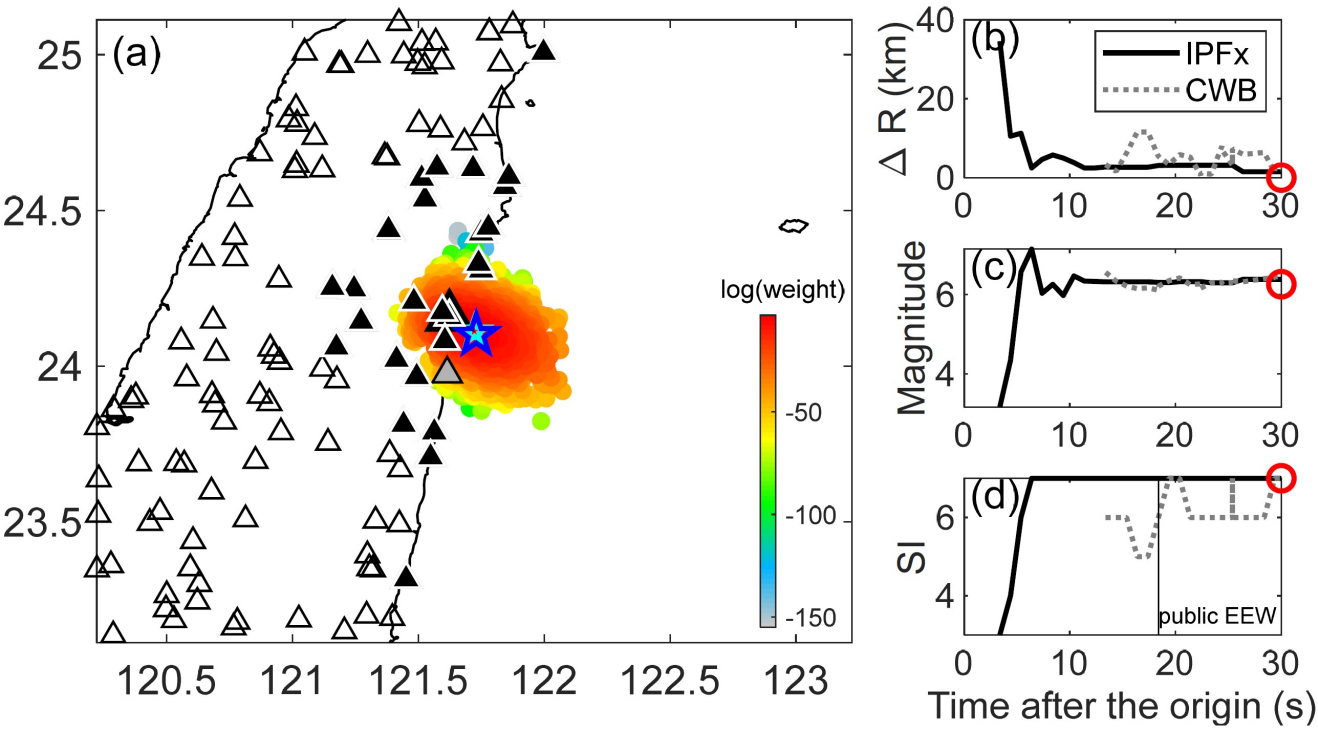 (a)
25
24.5
24
23.5
120.5
121
121.5
122
122.5
123
log(weight)
-50
-100
-150
(b)
IPFx
CWB
Δ R (km)
40
20
0
0
10
20
30
(c)
Magnitude
6
4
0
10
20
30
(d)
SI
6
4
public EEW
0
10
20
30
Time after the origin (s)